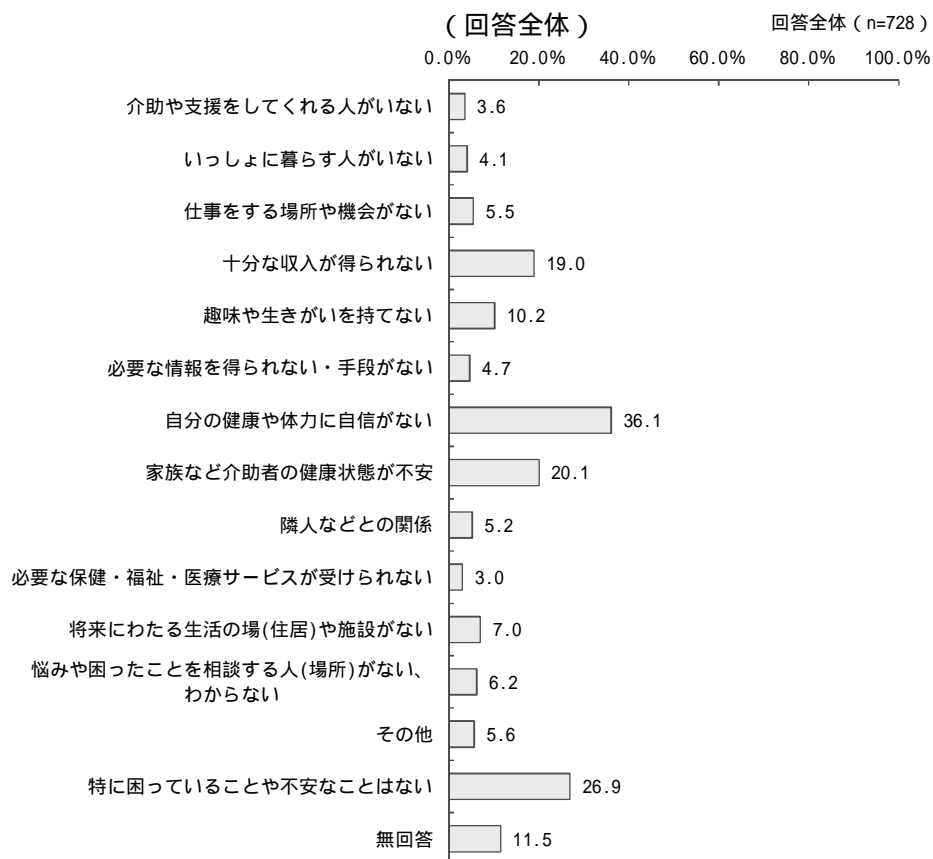 (回答全体)
回答全体(n=728)
0.0% 20.0% 40.0% 60.0% 80.0% 100.0%
介助や支援をしてくれる人がいない 3.6
いっしょに暮らす人がいない 4.1
仕事をする場所や機会がない 5.5
十分な収入が得られない 19.0
趣味や生きがいを持てない 10.2
必要な情報を得られない・手段がない 4.7
自分の健康や体力に自信がない 36.1
家族など介助者の健康状態が不安 20.1
隣人などとの関係 5.2
必要な保健・福祉・医療サービスが受けられない 3.0
将来にわたる生活の場(住居)や施設がない 7.0
悩みや困ったことを相談する人(場所)がない、
わからない 6.2
その他 5.6
特に困っていることや不安なことはない 26.9
無回答 11.5